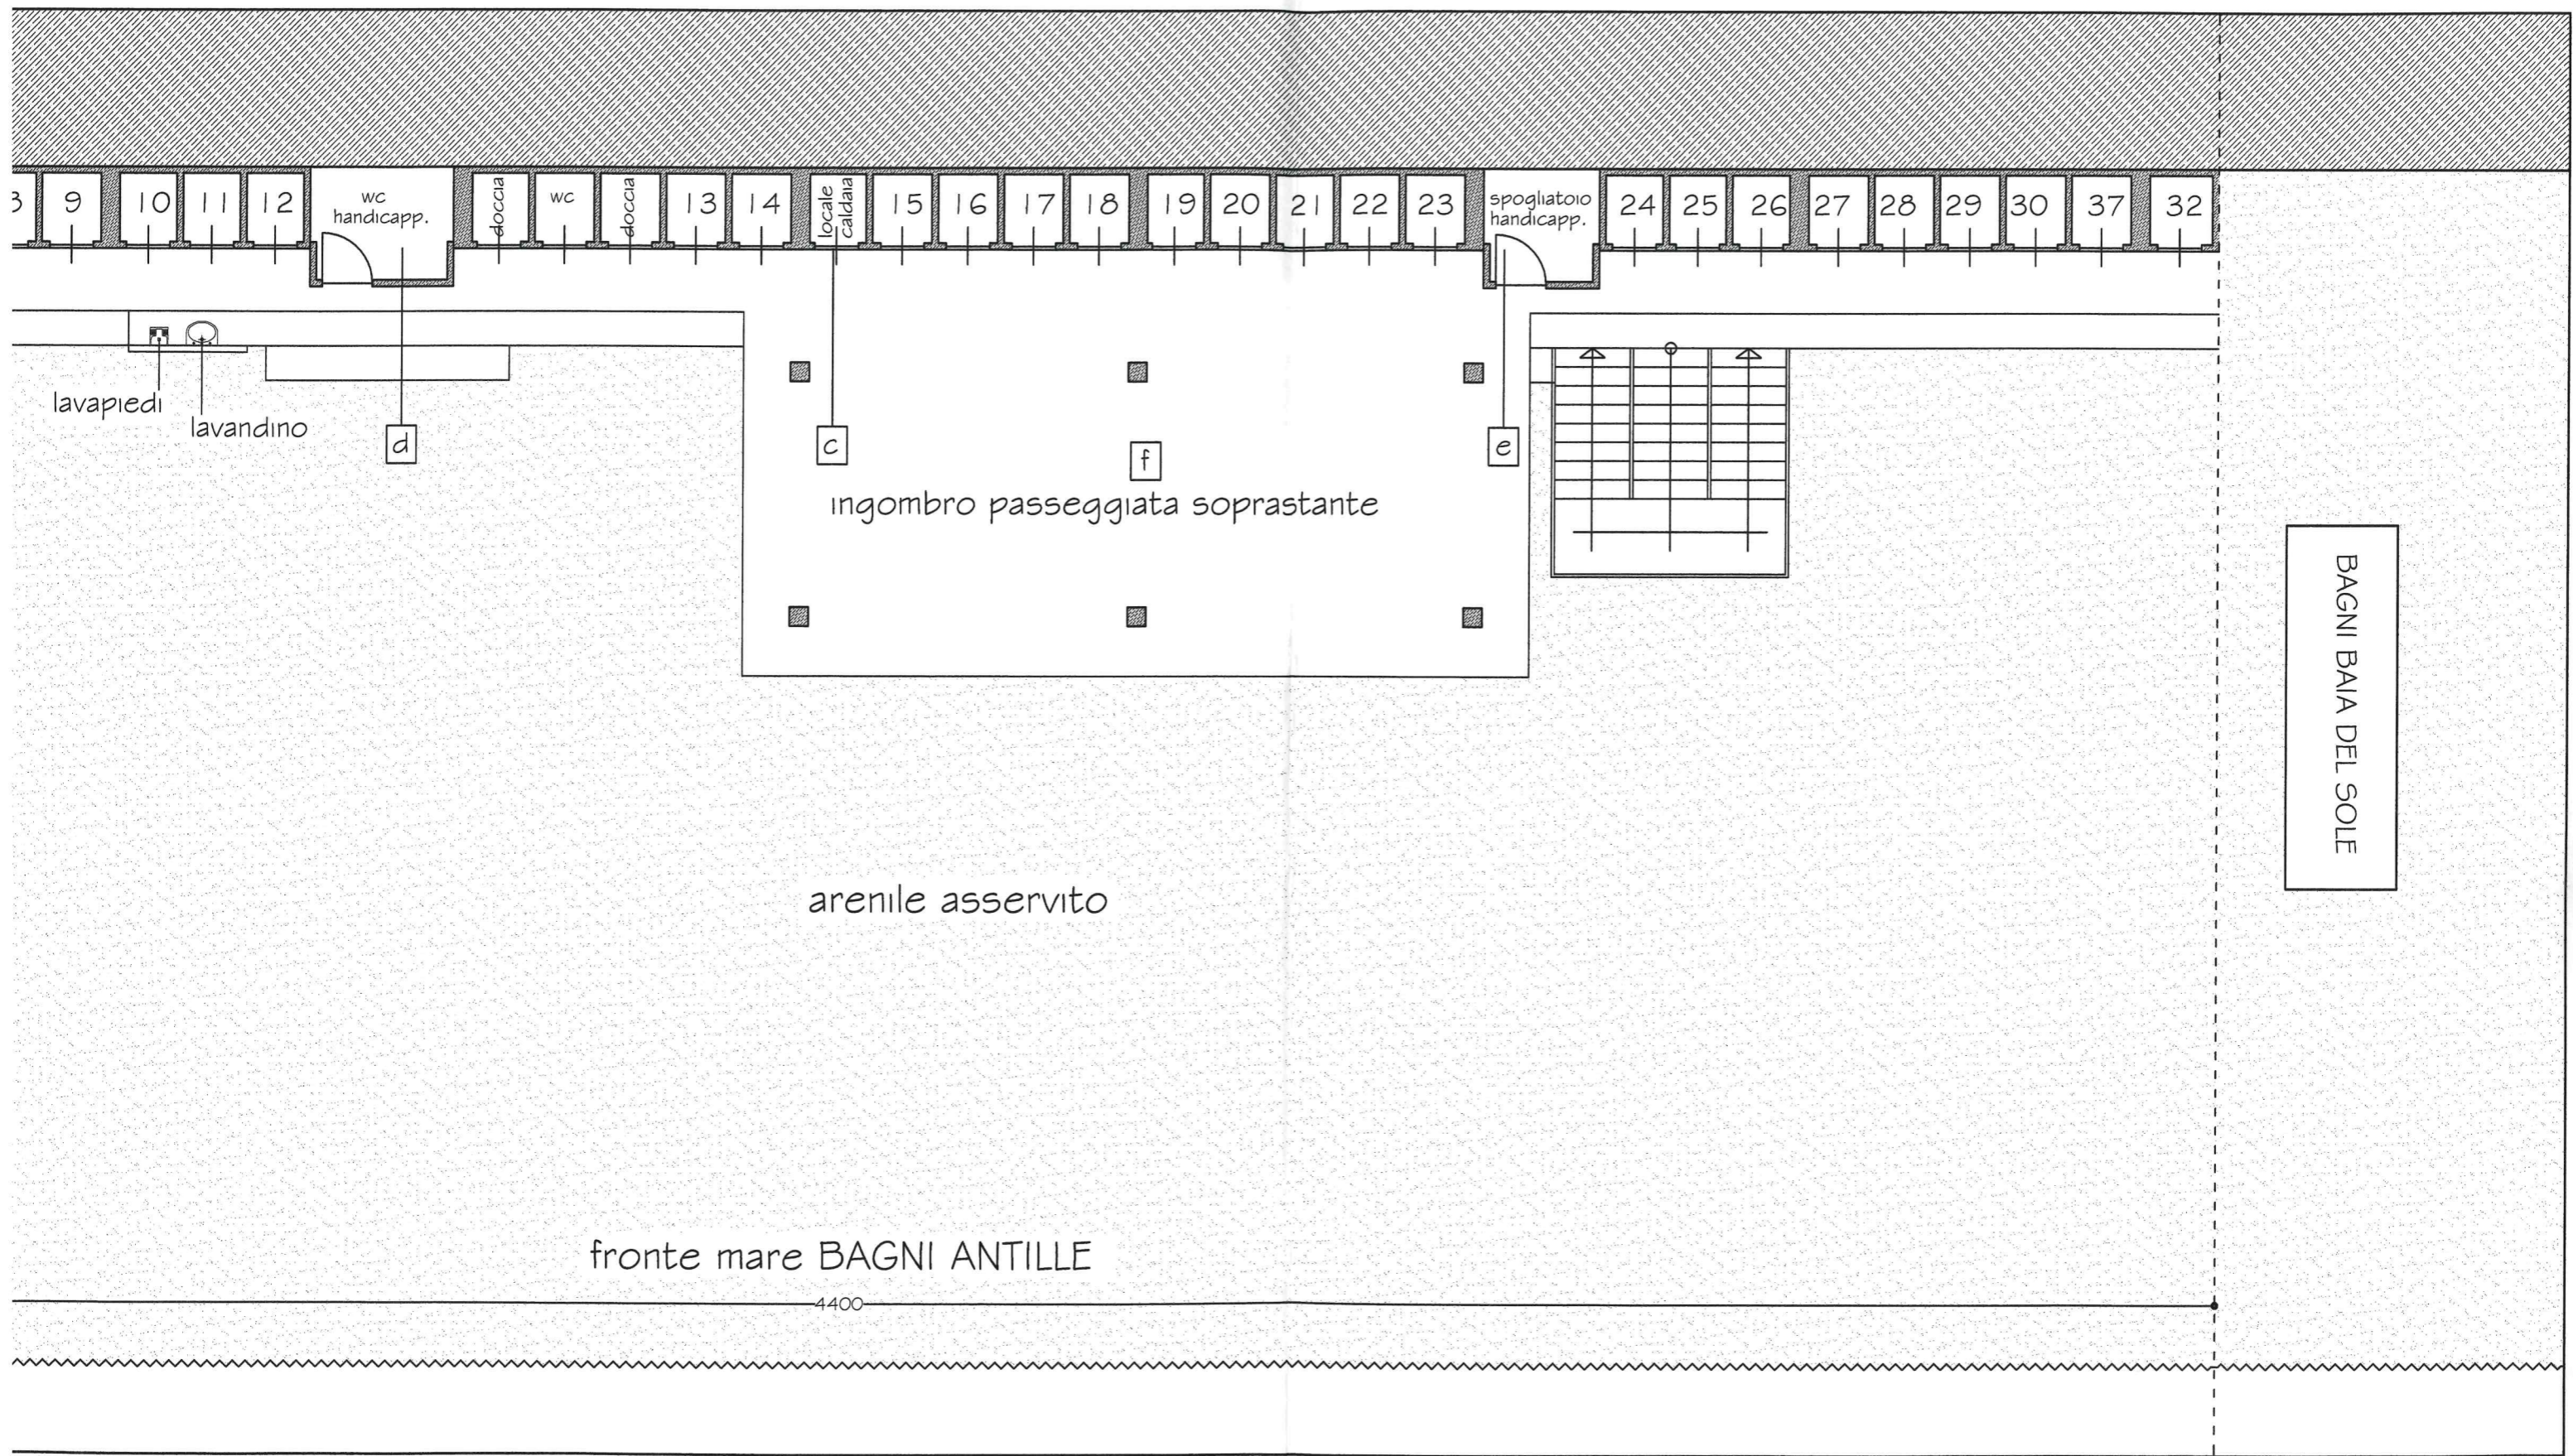 9
10
11
12
wc
handicapp.
doccia
wc
doccia
13
14
locale
caldaia
15
16
17
18
19
20
21
22
23
spogliatoio
handicapp.
24
25
26
27
28
29
30
37
32
lavapiedi
lavandino
d
c
f
e
ingombro passeggiata soprastante
BAGNI BAIA DEL SOLE
arenile asservito
fronte mare BAGNI ANTILLE
4400